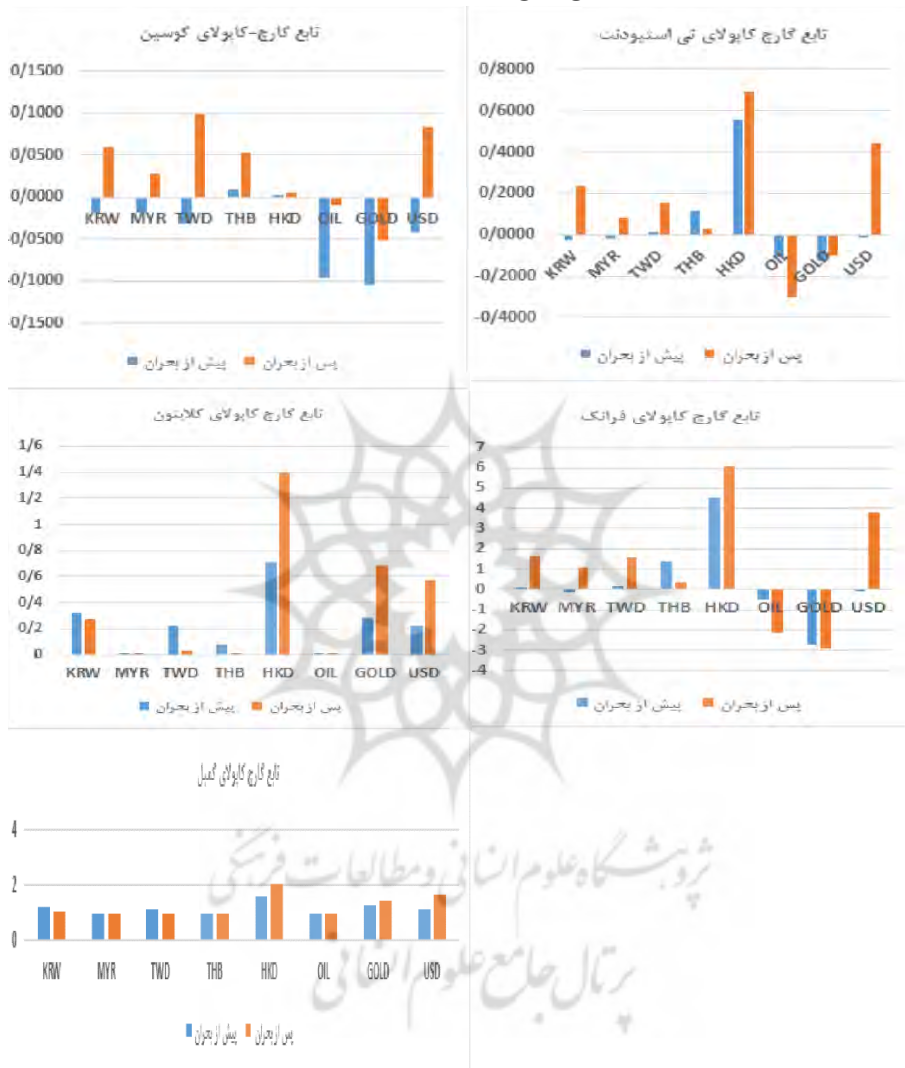 تابع گارچ-کاپولای گوسین
0/1500
0/1000
0/0500
0/0000
-0/0500
-0/1000
-0/1500
KRW MYR TWD THB HKD OIL GOLD USD
پیش از بحران پس از بحران
تابع گارچ کاپولای تی استیودنت
0/8000
0/6000
0/4000
0/2000
0/0000
-0/2000
-0/4000
KRW MYR TWD THB HKD OIL GOLD USD
پیش از بحران پس از بحران
تابع گارچ کاپولای کلایتون
1/6
1/4
1/2
1
0/8
0/6
0/4
0/2
0
KRW MYR TWD THB HKD OIL GOLD USD
پیش از بحران پس از بحران
تابع گارچ کاپولای فرانک
7
6
5
4
3
2
1
0
-1
-2
-3
-4
KRW MYR TWD THB HKD OIL GOLD USD
پیش از بحران پس از بحران
تابع گارچ کاپولای گمبل
4
2
0
KRW MYR TWD THB HKD OIL GOLD USD
پیش از بحران پس از بحران
پژوهشگاه علوم انسانی و مطالعات فرهنگی
پرتال جامع علوم انسانی